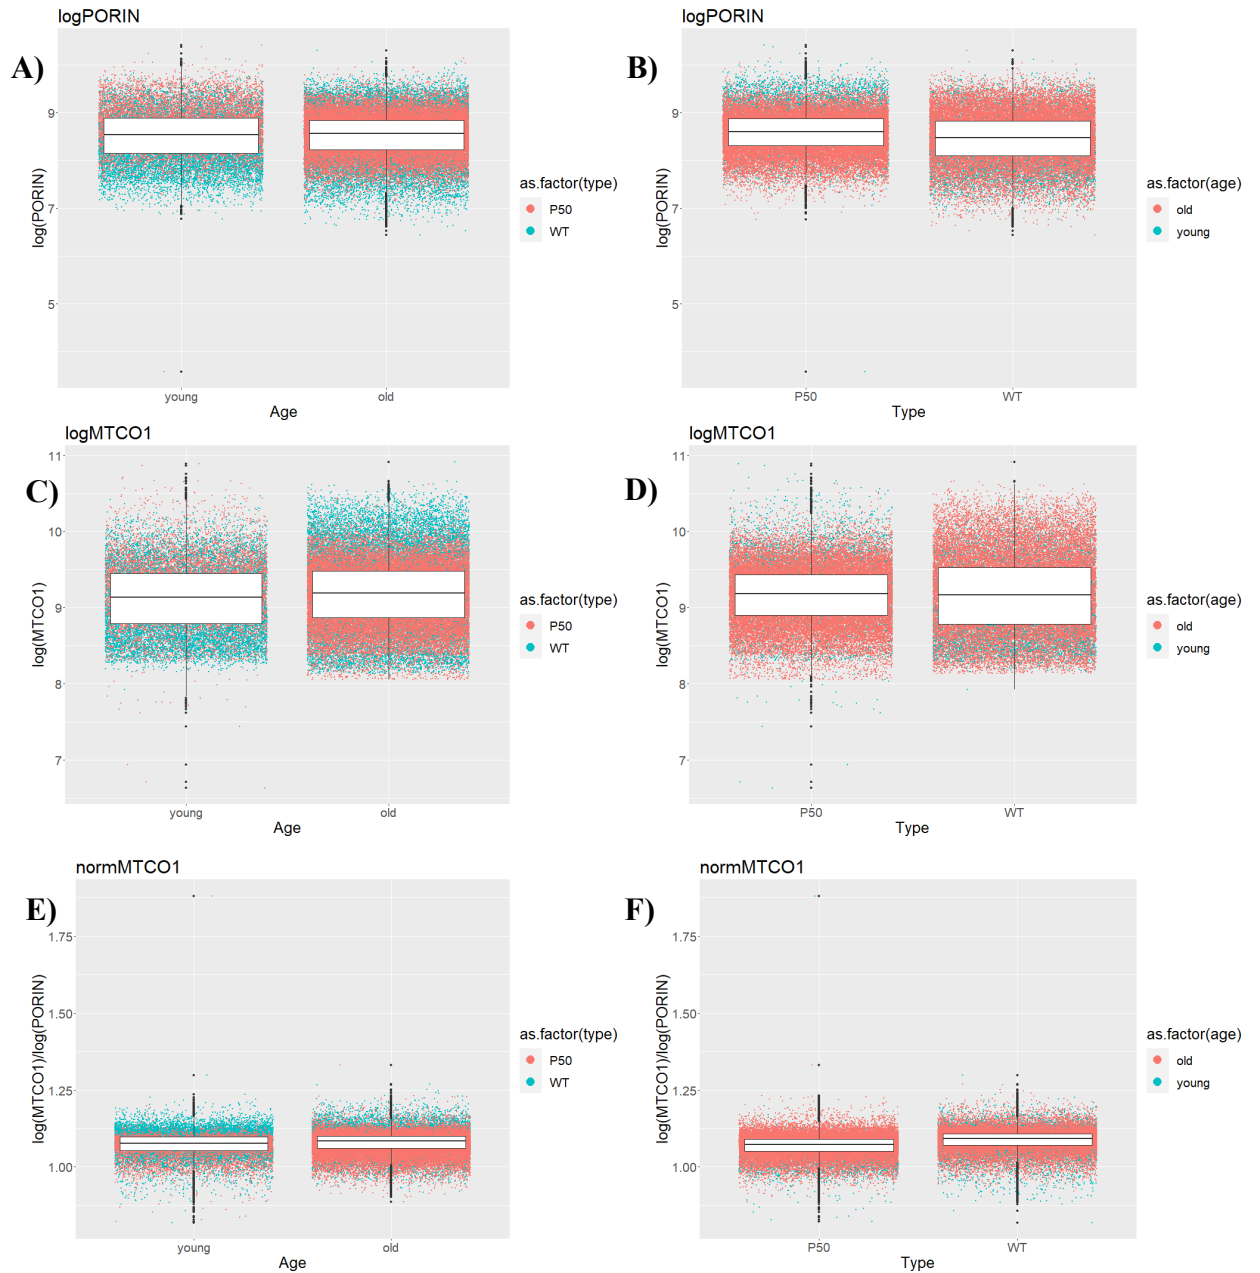 logPORIN
A)
9
7
5
log(PORIN)
young
old
Age
as.factor(type)
P50
WT
logPORIN
B)
9
7
5
log(PORIN)
P50
WT
Type
as.factor(age)
old
young
logMTCO1
C)
11
10
9
8
7
log(MTCO1)
young
old
Age
as.factor(type)
P50
WT
logMTCO1
D)
11
10
9
8
7
log(MTCO1)
P50
WT
Type
as.factor(age)
old
young
normMTCO1
E)
1.75
1.50
1.25
1.00
log(MTCO1)/log(PORIN)
young
old
Age
as.factor(type)
P50
WT
normMTCO1
F)
1.75
1.50
1.25
1.00
log(MTCO1)/log(PORIN)
P50
WT
Type
as.factor(age)
old
young